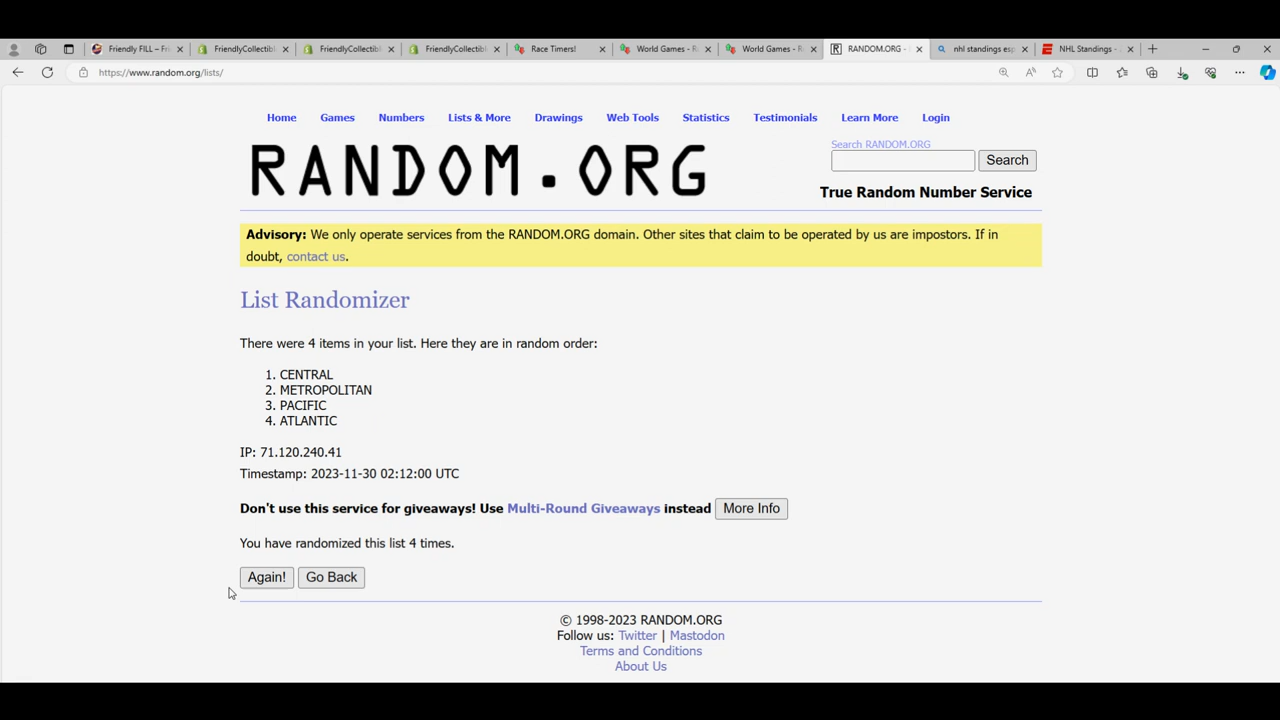 Friendly FILL – Fri
FriendlyCollectibl
FriendlyCollectibl
FriendlyCollectibl
Race Timers!
World Games - R
World Games - R
RANDOM.ORG -
nhl standings esp
NHL Standings -
https://www.random.org/lists/
Home Games Numbers Lists & More Drawings Web Tools Statistics Testimonials Learn More Login
RANDOM.ORG
Search RANDOM.ORG
Search
True Random Number Service
Advisory: We only operate services from the RANDOM.ORG domain. Other sites that claim to be operated by us are impostors. If in
doubt, contact us.
List Randomizer
There were 4 items in your list. Here they are in random order:
1. CENTRAL
2. METROPOLITAN
3. PACIFIC
4. ATLANTIC
IP: 71.120.240.41
Timestamp: 2023-11-30 02:12:00 UTC
Don't use this service for giveaways! Use Multi-Round Giveaways instead More Info
You have randomized this list 4 times.
Again! Go Back
© 1998-2023 RANDOM.ORG
Follow us: Twitter | Mastodon
Terms and Conditions
About Us